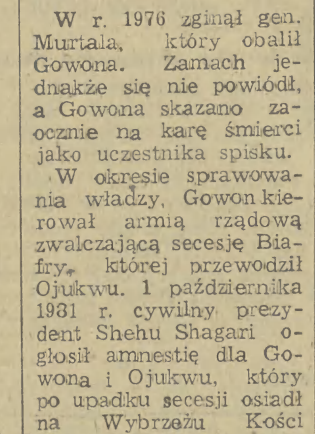 W r. 1976 zginął gen.
Murtala, który obalił
Gowona. Zamach je-
dnakże się nie powiódł,
a Gowona skazano za-
ocznie na karę śmierci
jako uczestnika spisku.
W okresie sprawowa-
nia władzy, Gowon kie-
rował armią rządową
zwalczającą secesję Bia-
fry, której przewodził
Ojukwu. 1 października
1981 r. cywilny prezy-
dent Shehu Shagari o-
głosił amnestię dla Go-
wona i Ojukwu, który
po upadku secesji osiadł
na Wybrzeżu Kości